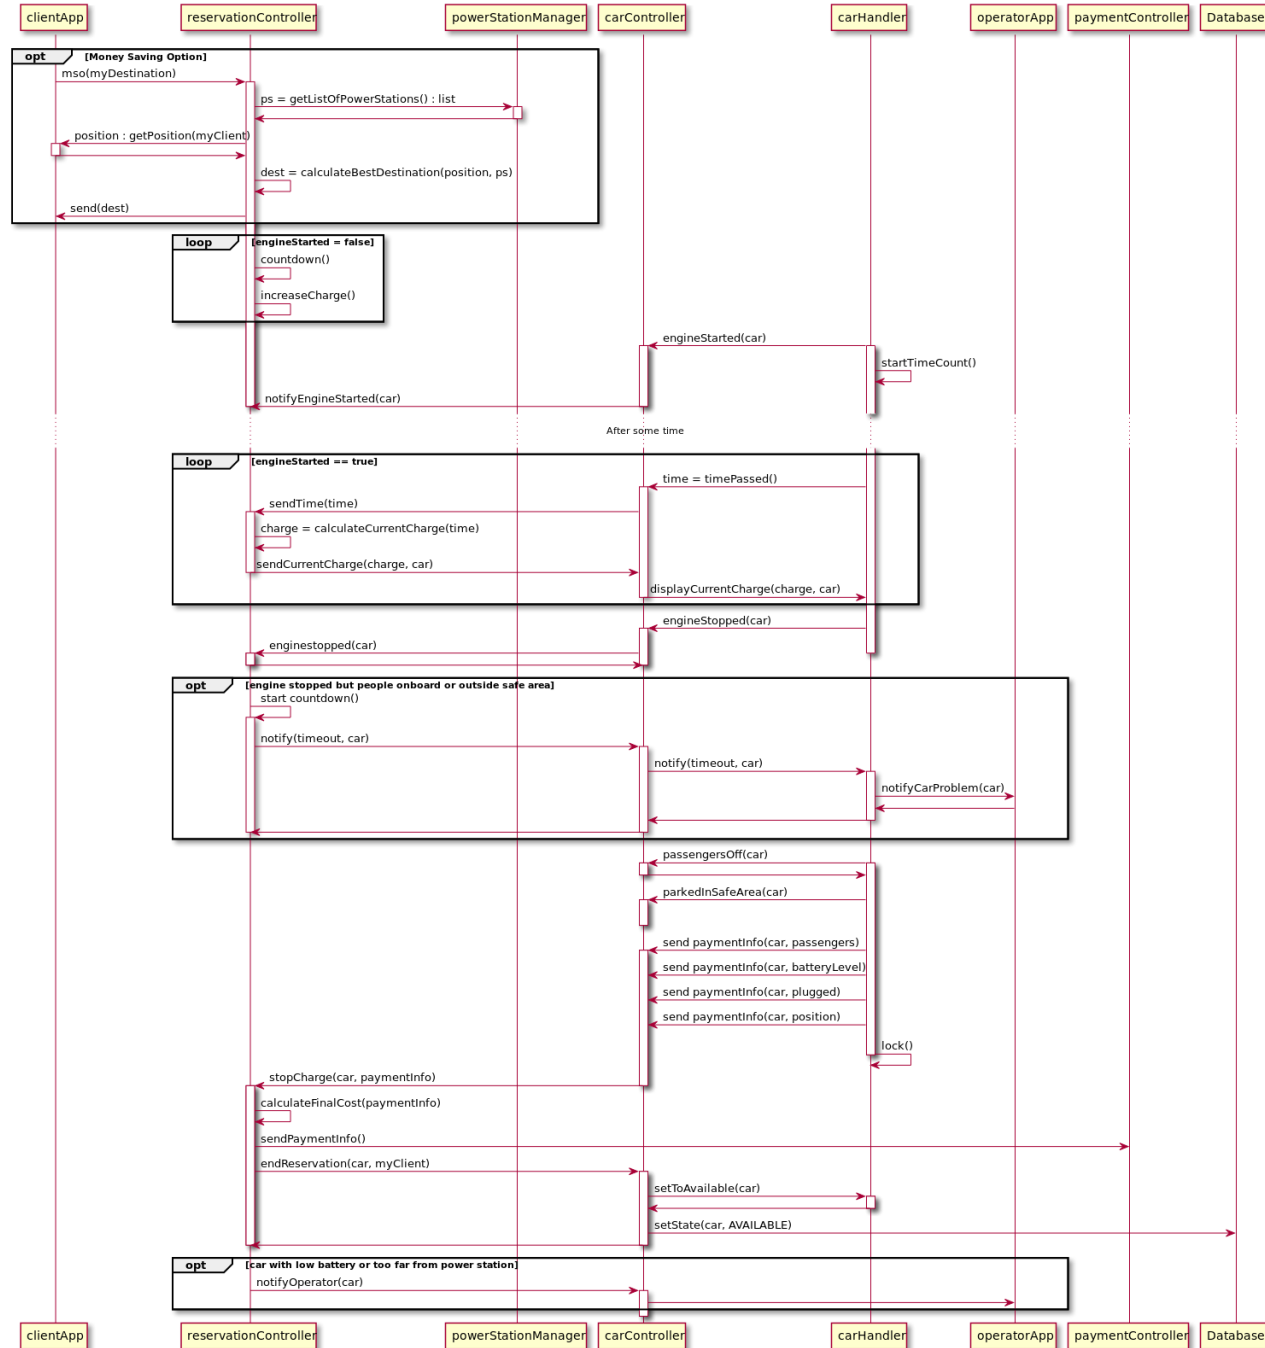 clientApp reservationController powerStationManager carController carHandler operatorApp paymentController Database
opt [Money Saving Option]
mso(myDestination)
ps = getListOfPowerStations() : list
position : getPosition(myClient)
dest = calculateBestDestination(position, ps)
send(dest)
loop [engineStarted = false]
countdown()
increaseCharge()
engineStarted(car)
startTimeCount()
notifyEngineStarted(car)
After some time
loop [engineStarted == true]
time = timePassed()
sendTime(time)
charge = calculateCurrentCharge(time)
sendCurrentCharge(charge, car)
displayCurrentCharge(charge, car)
engineStopped(car)
enginestopped(car)
opt [engine stopped but people onboard or outside safe area]
start countdown()
notify(timeout, car)
notify(timeout, car)
notifyCarProblem(car)
passengersOff(car)
parkedInSafeArea(car)
send paymentInfo(car, passengers)
send paymentInfo(car, batteryLevel)
send paymentInfo(car, plugged)
send paymentInfo(car, position)
lock()
stopCharge(car, paymentInfo)
calculateFinalCost(paymentInfo)
sendPaymentInfo()
endReservation(car, myClient)
setToAvailable(car)
setState(car, AVAILABLE)
opt [car with low battery or too far from power station]
notifyOperator(car)
clientApp reservationController powerStationManager carController carHandler operatorApp paymentController Database